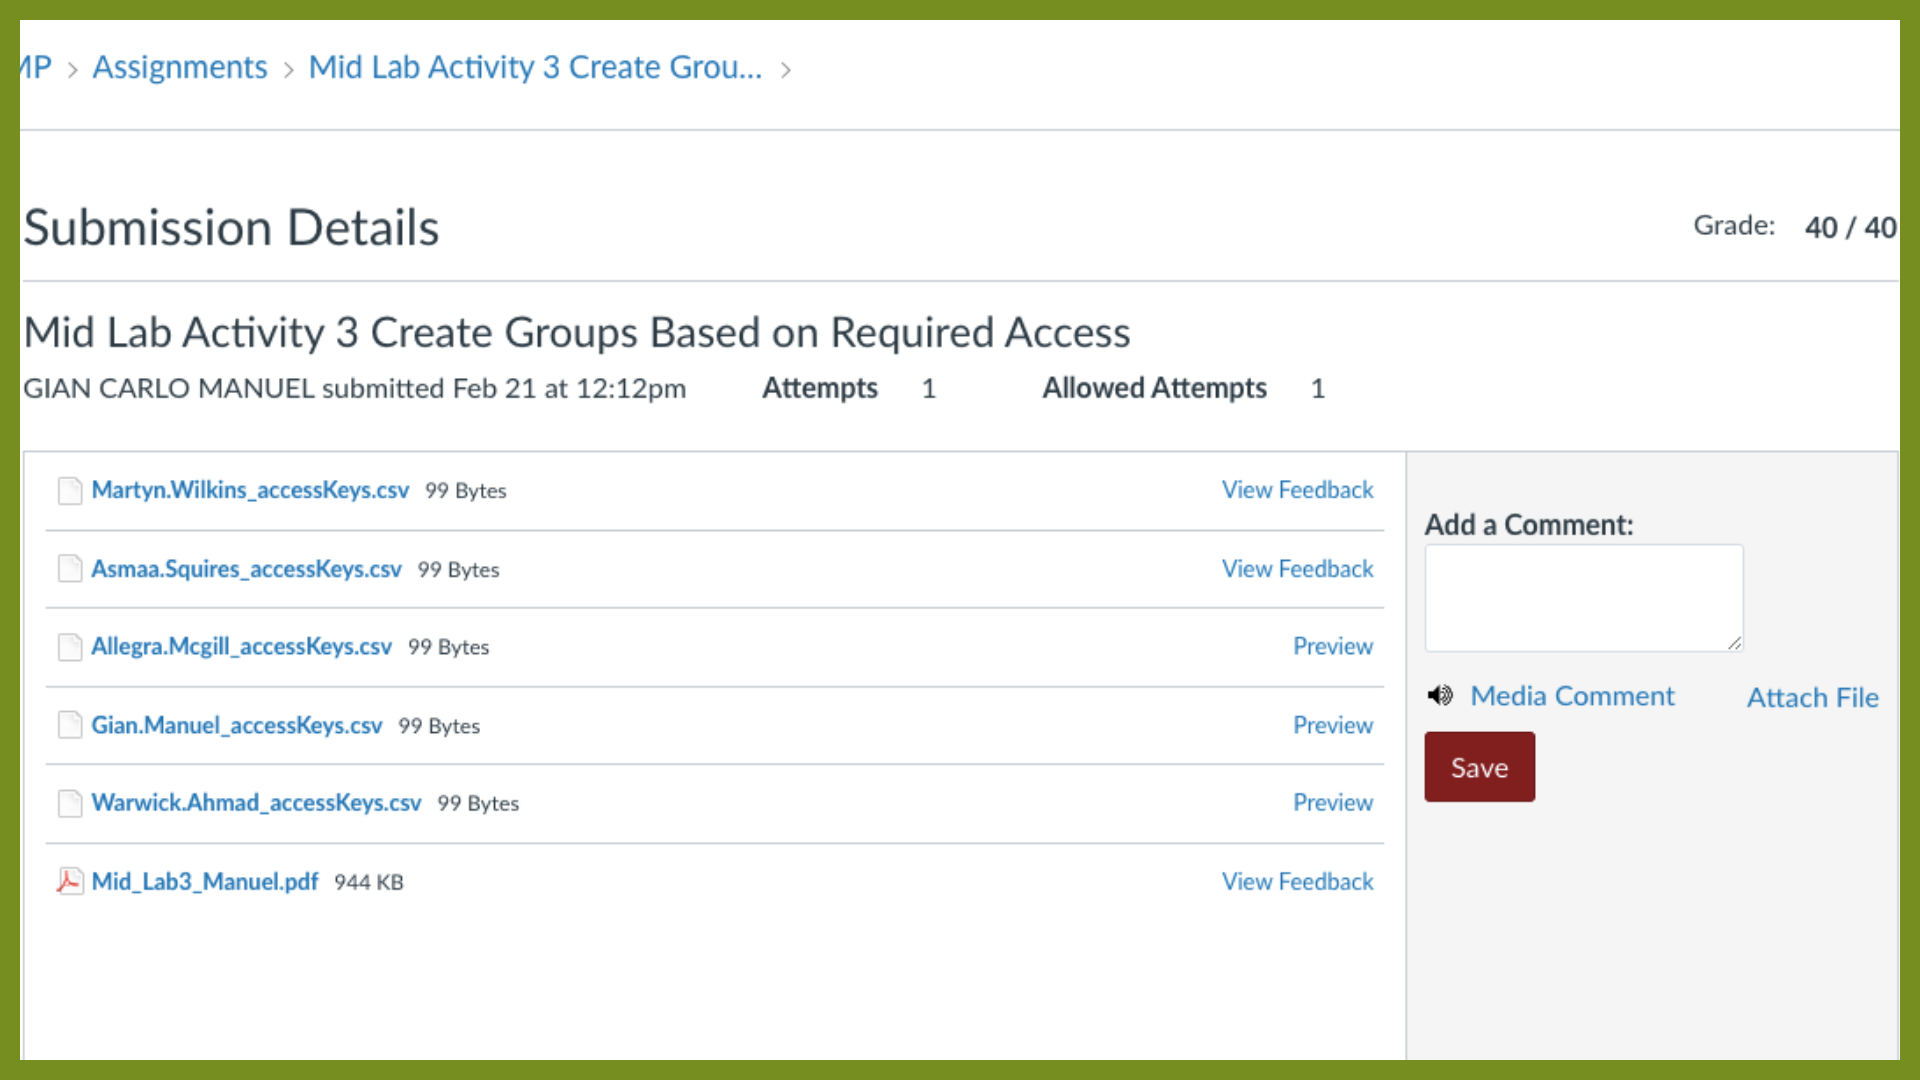 MP > Assignments > Mid Lab Activity 3 Create Grou... >
Submission Details
Grade: 40 / 40
Mid Lab Activity 3 Create Groups Based on Required Access
GIAN CARLO MANUEL submitted Feb 21 at 12:12pm Attempts 1 Allowed Attempts 1
Martyn.Wilkins_accessKeys.csv 99 Bytes View Feedback
Asmaa.Squires_accessKeys.csv 99 Bytes View Feedback
Allegra.Mcgill_accessKeys.csv 99 Bytes Preview
Gian.Manuel_accessKeys.csv 99 Bytes Preview
Warwick.Ahmad_accessKeys.csv 99 Bytes Preview
Mid_Lab3_Manuel.pdf 944 KB View Feedback
Add a Comment:
Media Comment Attach File
Save